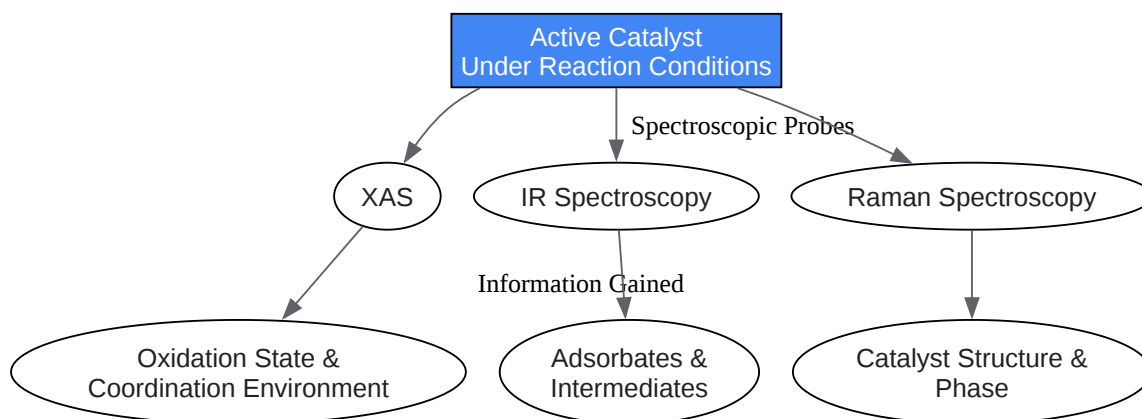 Active Catalyst
Under Reaction Conditions
Spectroscopic Probes
XAS
IR Spectroscopy
Raman Spectroscopy
Information Gained
Oxidation State &
Coordination Environment
Adsorbates &
Intermediates
Catalyst Structure &
Phase